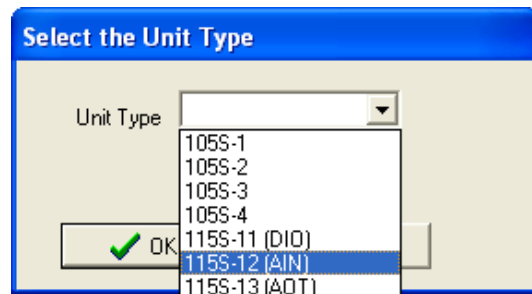 Select the Unit Type
Unit Type
105S-1
105S-2
105S-3
105S-4
115S-11 (DIO)
OK
115S-12 (AIN)
115S-13 (AOT)